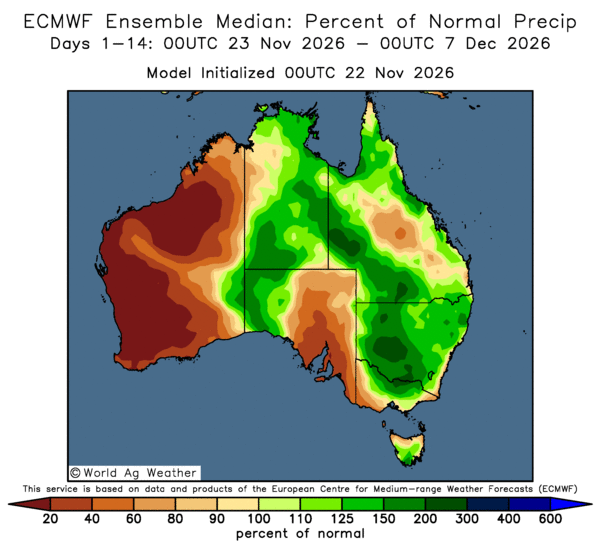 ECMWF Ensemble Median: Percent of Normal Precip
Days 1-14: 00UTC 23 Nov 2026 - 00UTC 7 Dec 2026
Model Initialized 00UTC 22 Nov 2026
© World Ag Weather
This service is based on data and products of the European Centre for Medium-range Weather Forecasts (ECMWF)
20 40 60 80 90 100 110 125 150 200 300 400 600
percent of normal